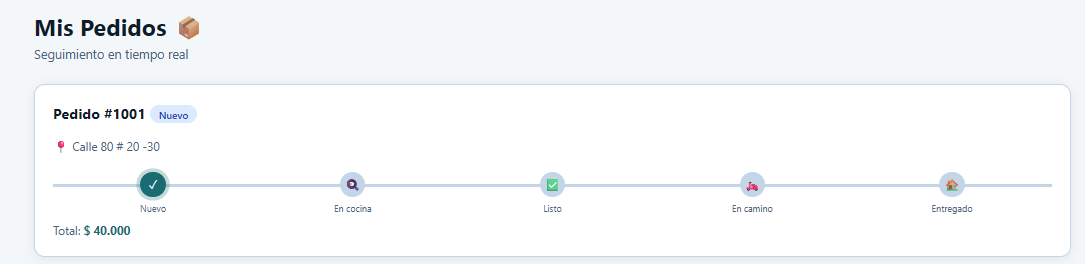 Mis Pedidos 📦
Seguimiento en tiempo real
Pedido #1001 Nuevo
📍 Calle 80 # 20 -30
Nuevo En cocina Listo En camino Entregado
Total: $ 40.000